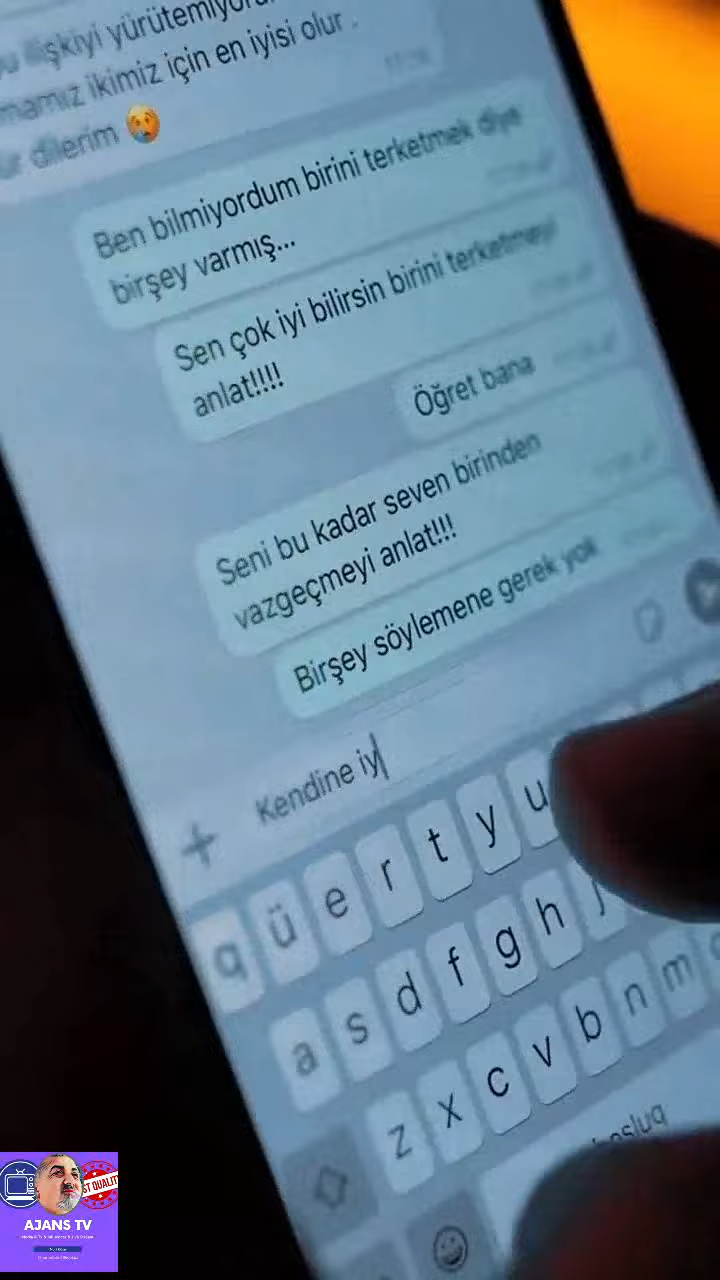 ilişkiyi yürütemiyoru
ikimiz için en iyisi olur .
dilerim 😢
Ben bilmiyordum birini terketmek diye
birşey varmış...
Sen çok iyi bilirsin birini terketmeyi
anlat!!!!
Öğret bana
Seni bu kadar seven birinden
vazgeçmeyi anlat!!!
Birşey söylemene gerek yok
Kendine iy
q ü e r t y u
a s d f g h j
z x c v b n m
AJANS TV